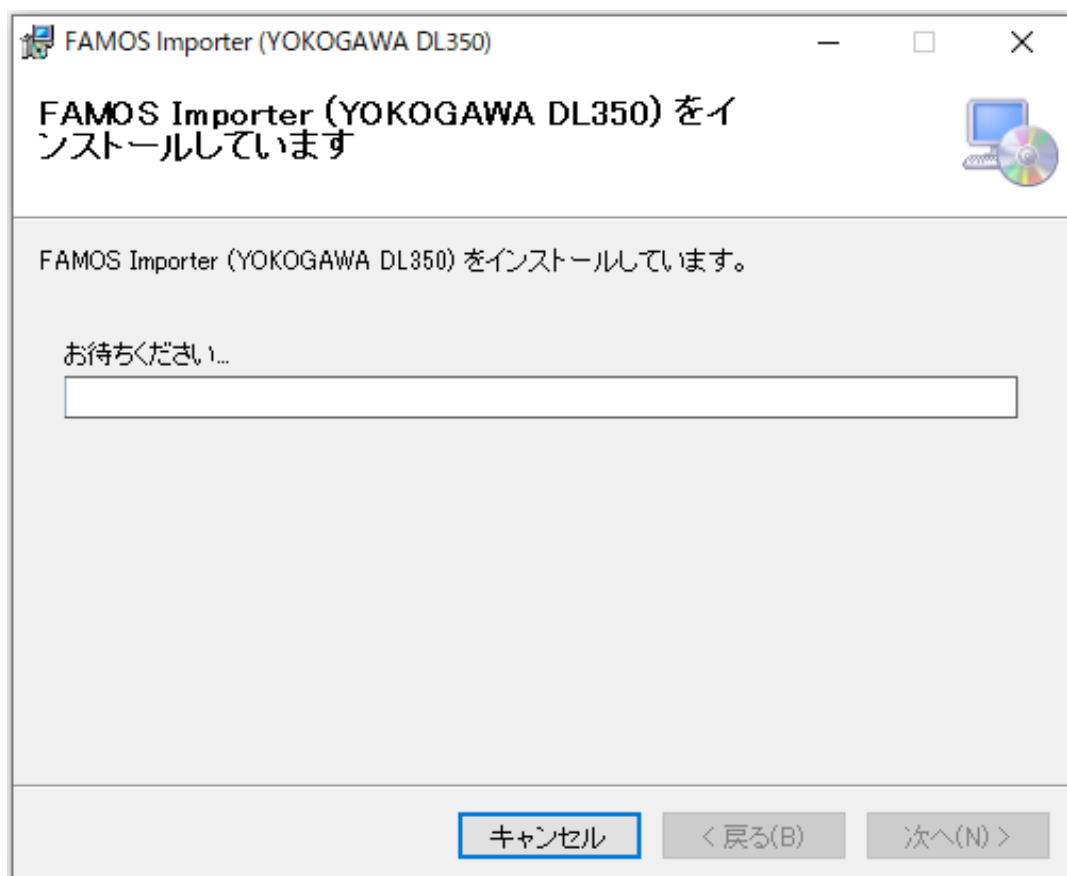 FAMOS Importer (YOKOGAWA DL350)
FAMOS Importer (YOKOGAWA DL350) をイ
ンストールしています
FAMOS Importer (YOKOGAWA DL350) をインストールしています。
お待ちください...
キャンセル
< 戻る(B)
次へ(N) >